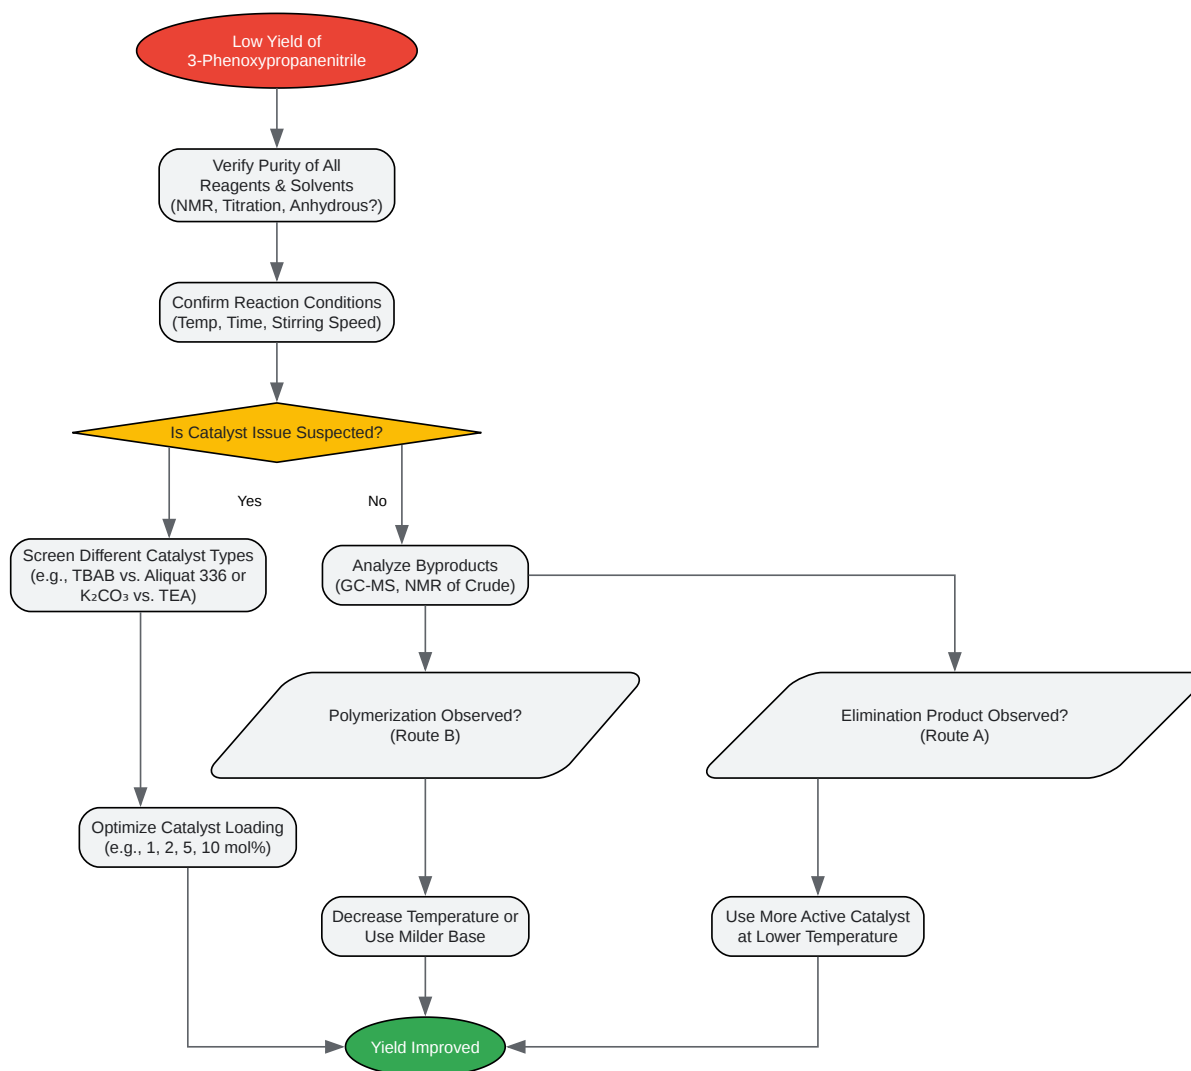 Low Yield of
3-Phenoxypropanenitrile
Verify Purity of All
Reagents & Solvents
(NMR, Titration, Anhydrous?)
Confirm Reaction Conditions
(Temp, Time, Stirring Speed)
Is Catalyst Issue Suspected?
Yes
No
Screen Different Catalyst Types
(e.g., TBAB vs. Aliquat 336 or
K₂CO₃ vs. TEA)
Analyze Byproducts
(GC-MS, NMR of Crude)
Polymerization Observed?
(Route B)
Elimination Product Observed?
(Route A)
Optimize Catalyst Loading
(e.g., 1, 2, 5, 10 mol%)
Decrease Temperature or
Use Milder Base
Use More Active Catalyst
at Lower Temperature
Yield Improved